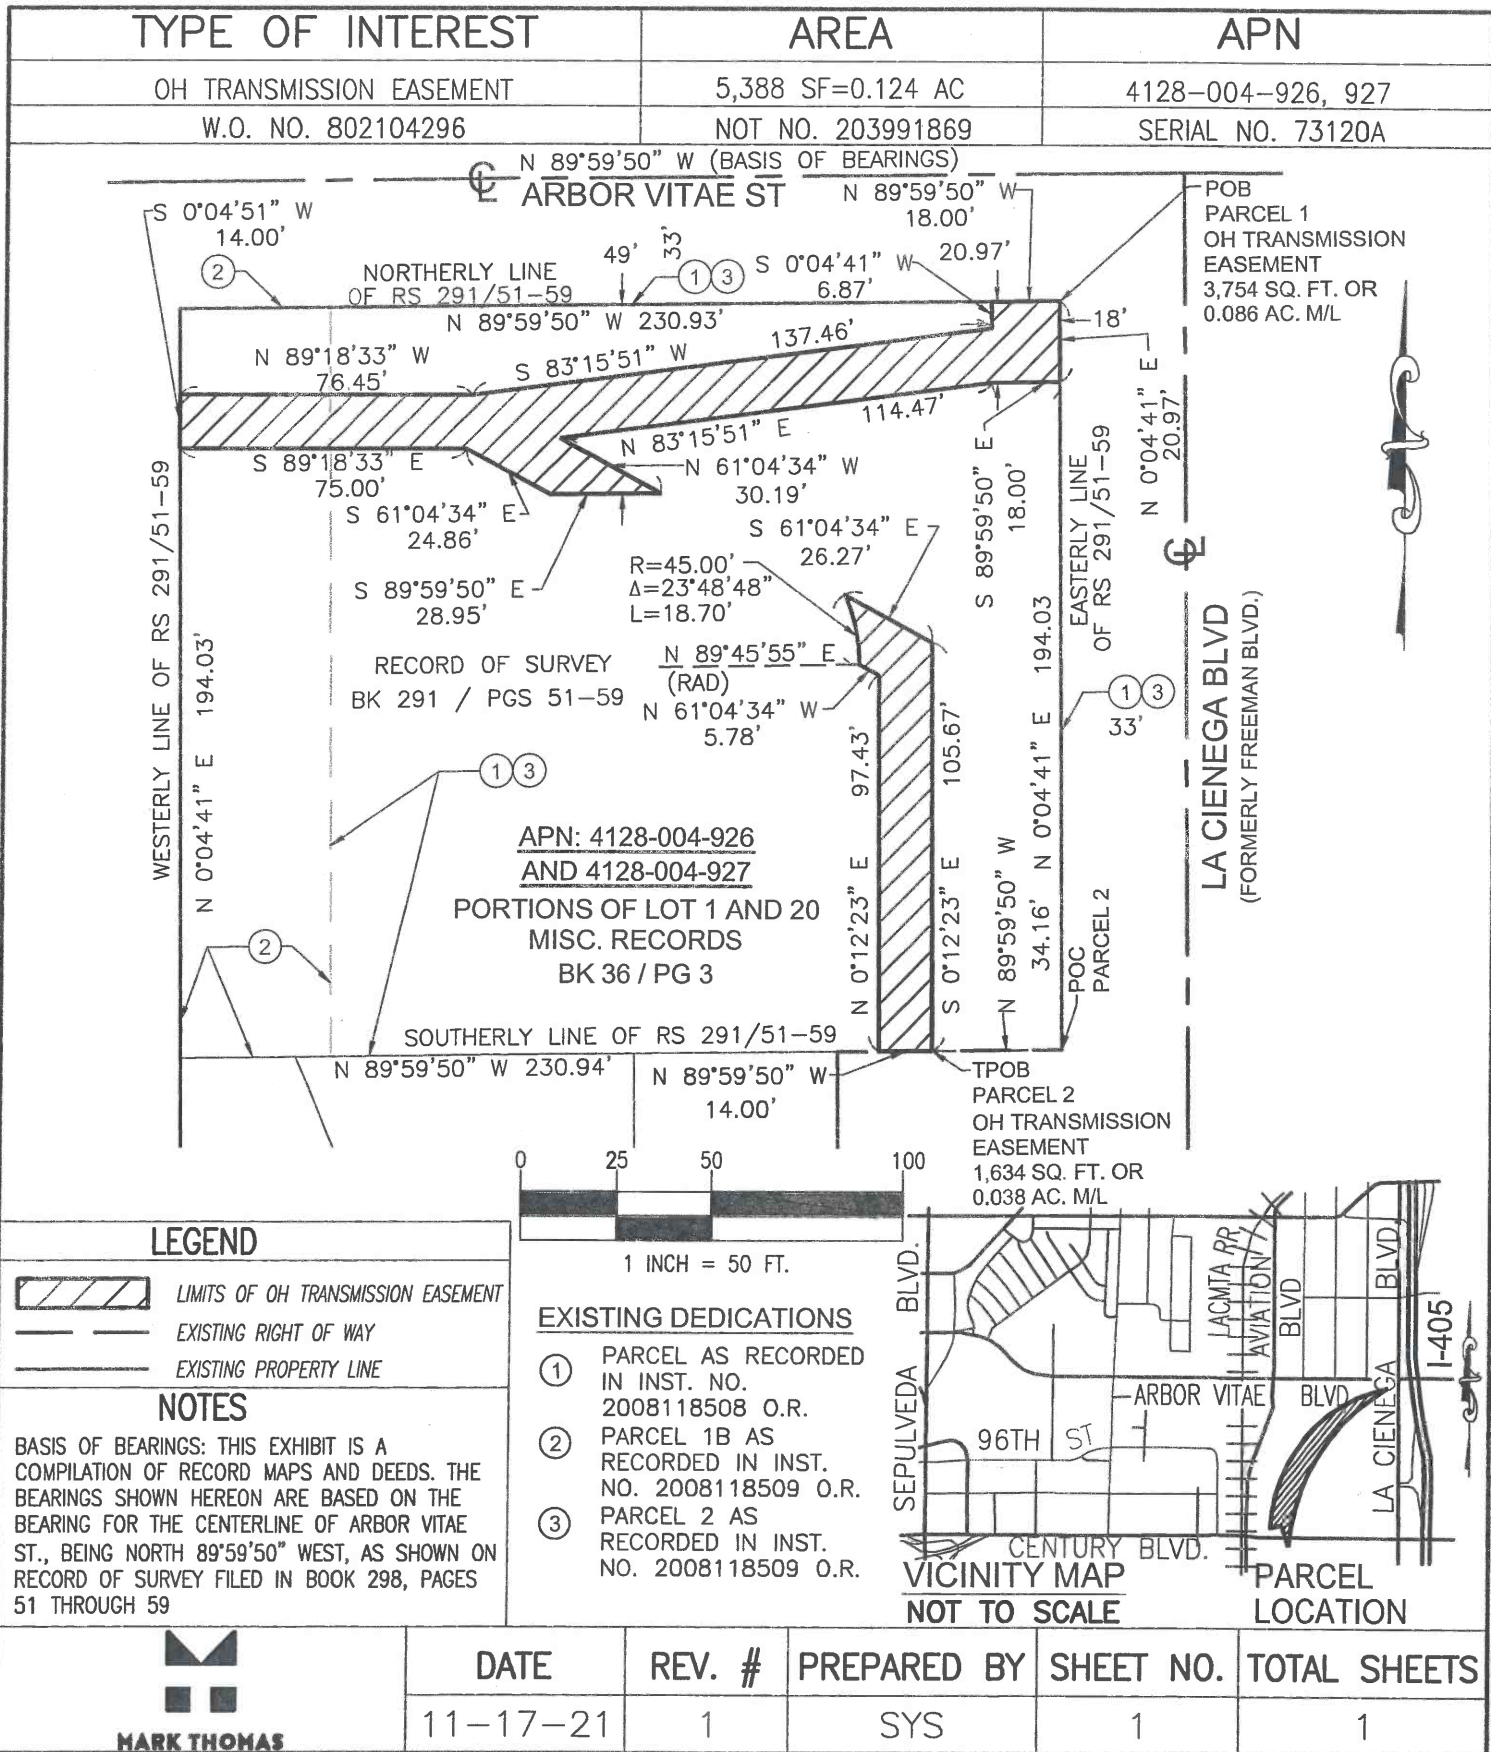 TYPE OF INTEREST
AREA
APN
OH TRANSMISSION EASEMENT
5,388 SF=0.124 AC
4128-004-926, 927
W.O. NO. 802104296
NOT NO. 203991869
SERIAL NO. 73120A
N 89°59'50" W (BASIS OF BEARINGS)
ARBOR VITAE ST
S 0°04'51" W
14.00'
2
NORTHERLY LINE
OF RS 291/51-59
49'
33'
1 3
N 89°59'50" W
18.00'
S 0°04'41" W
6.87'
20.97'
POB
PARCEL 1
OH TRANSMISSION
EASEMENT
3,754 SQ. FT. OR
0.086 AC. M/L
N 89°59'50" W 230.93'
18'
N 89°18'33" W
76.45'
S 83°15'51" W
137.46'
N 83°15'51" E
114.47'
N 0°04'41" E
20.97'
S 89°18'33" E
75.00'
N 61°04'34" W
30.19'
S 61°04'34" E
24.86'
S 89°59'50" E
28.95'
S 89°59'50" E
18.00'
EASTERLY LINE
OF RS 291/51-59
S 61°04'34" E
26.27'
R=45.00'
Δ=23°48'48"
L=18.70'
WESTERLY LINE OF RS 291/51-59
N 0°04'41" E 194.03'
RECORD OF SURVEY
BK 291 / PGS 51-59
N 89°45'55" E
(RAD)
N 61°04'34" W
5.78'
1 3
33'
LA CIENEGA BLVD
(FORMERLY FREEMAN BLVD.)
1 3
N 0°12'23" E 97.43'
S 0°12'23" E 105.67'
N 89°59'50" W
34.16'
N 0°04'41" E 194.03
POC
PARCEL 2
APN: 4128-004-926
AND 4128-004-927
PORTIONS OF LOT 1 AND 20
MISC. RECORDS
BK 36 / PG 3
2
SOUTHERLY LINE OF RS 291/51-59
N 89°59'50" W 230.94'
N 89°59'50" W
14.00'
TPOB
PARCEL 2
OH TRANSMISSION
EASEMENT
1,634 SQ. FT. OR
0.038 AC. M/L
0 25 50 100
1 INCH = 50 FT.
LEGEND
LIMITS OF OH TRANSMISSION EASEMENT
EXISTING RIGHT OF WAY
EXISTING PROPERTY LINE
NOTES
BASIS OF BEARINGS: THIS EXHIBIT IS A
COMPILATION OF RECORD MAPS AND DEEDS. THE
BEARINGS SHOWN HEREON ARE BASED ON THE
BEARING FOR THE CENTERLINE OF ARBOR VITAE
ST., BEING NORTH 89°59'50" WEST, AS SHOWN ON
RECORD OF SURVEY FILED IN BOOK 298, PAGES
51 THROUGH 59
EXISTING DEDICATIONS
1 PARCEL AS RECORDED
IN INST. NO.
2008118508 O.R.
2 PARCEL 1B AS
RECORDED IN INST.
NO. 2008118509 O.R.
3 PARCEL 2 AS
RECORDED IN INST.
NO. 2008118509 O.R.
SEPULVEDA BLVD.
LACMTA RR
AVIATION
BLVD
LA CIENEGA BLVD
I-405
ARBOR VITAE BLVD
96TH ST
CENTURY BLVD.
VICINITY MAP
NOT TO SCALE
PARCEL
LOCATION
MARK THOMAS
DATE
REV. #
PREPARED BY
SHEET NO.
TOTAL SHEETS
11-17-21
1
SYS
1
1